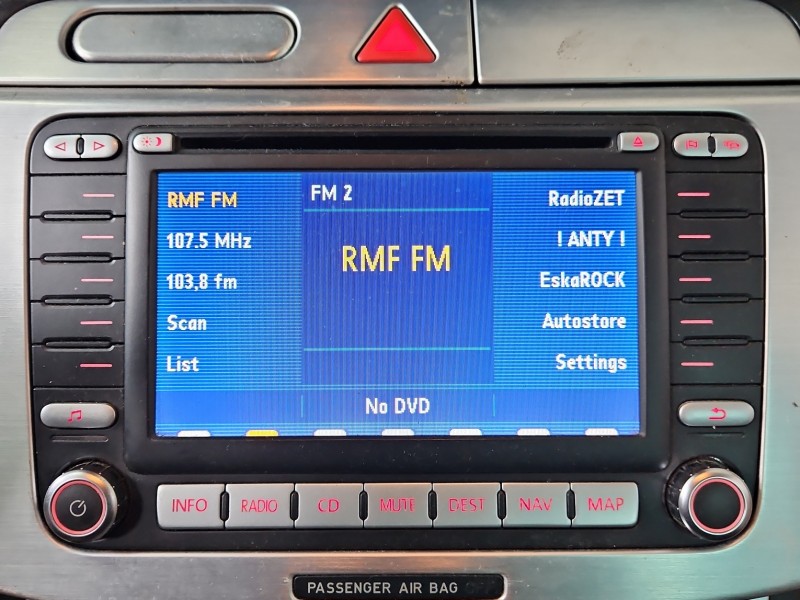 RMF FM
FM 2
RadioZET
107.5 MHz
RMF FM
! ANTY !
103,8 fm
EskaROCK
Scan
Autostore
List
Settings
No DVD
INFO
RADIO
CD
MUTE
DEST
NAV
MAP
PASSENGER AIR BAG